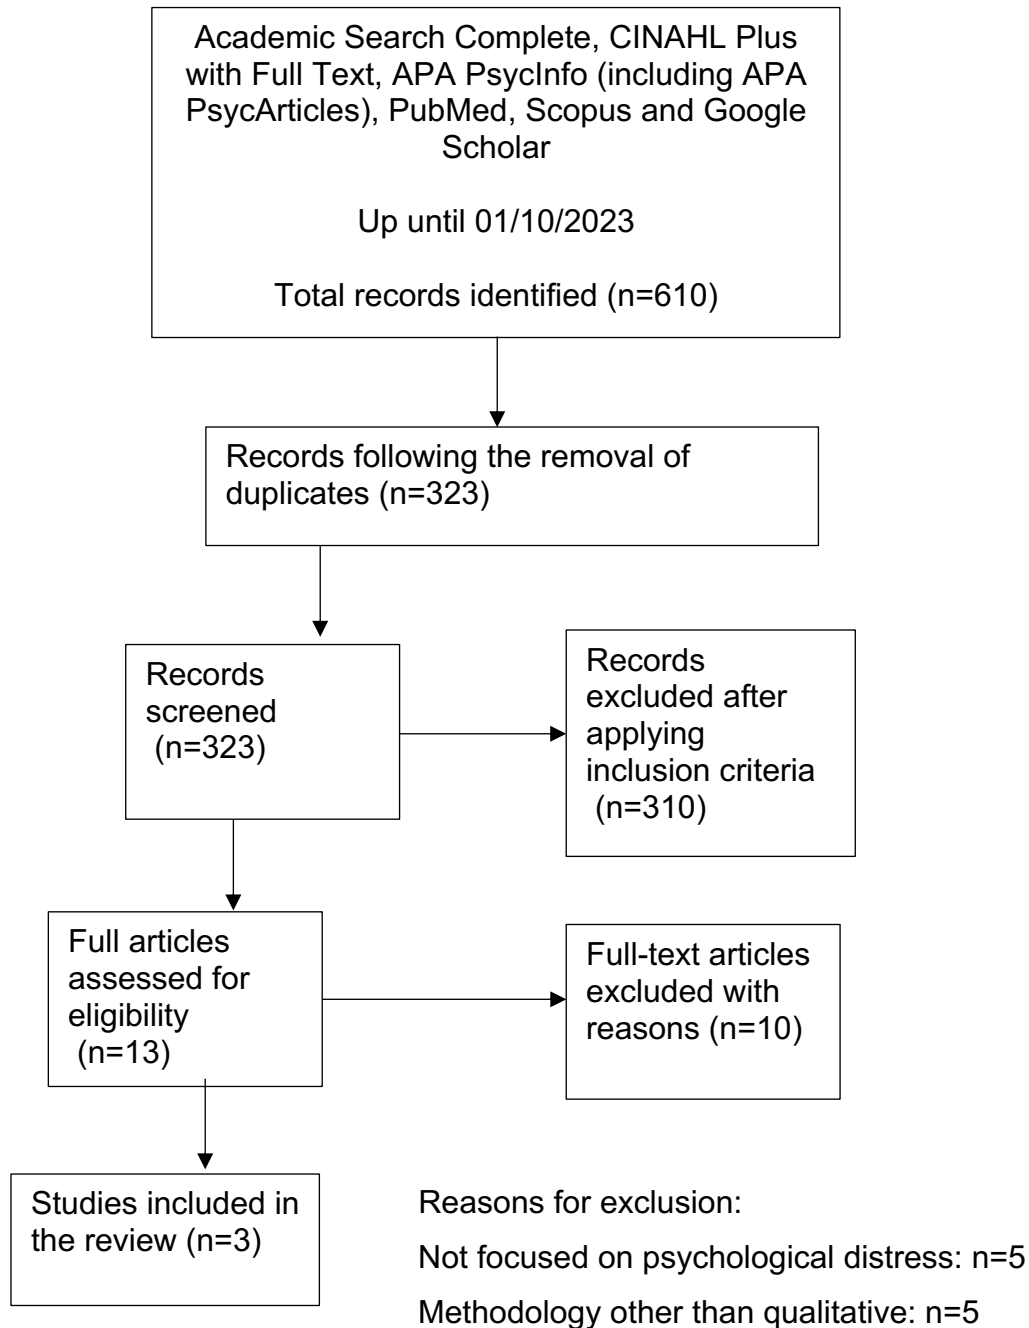 Academic Search Complete, CINAHL Plus
with Full Text, APA PsycInfo (including APA
PsycArticles), PubMed, Scopus and Google
Scholar
Up until 01/10/2023
Total records identified (n=610)
Records following the removal of
duplicates (n=323)
Records
screened
(n=323)
Records
excluded after
applying
inclusion criteria
(n=310)
Full articles
assessed for
eligibility
(n=13)
Full-text articles
excluded with
reasons (n=10)
Studies included in
the review (n=3)
Reasons for exclusion:
Not focused on psychological distress: n=5
Methodology other than qualitative: n=5